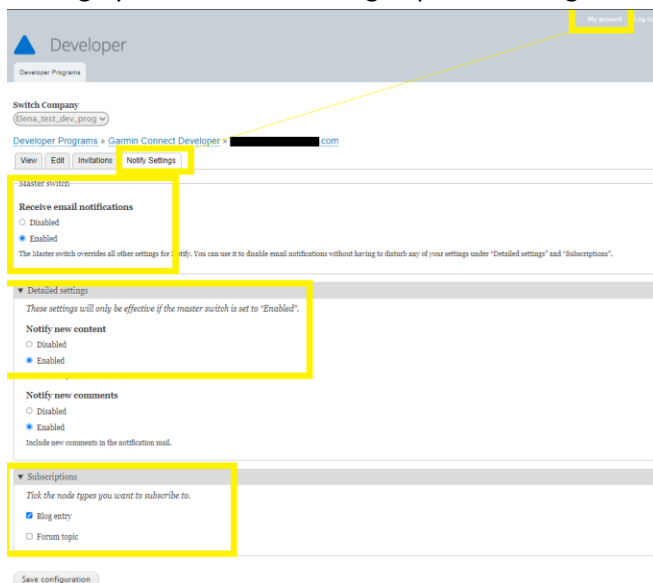 My account Log
Developer
Developer Programs
Switch Company
Elena_test_dev_prog
Developer Programs » Garmin Connect Developer » .com
View Edit Invitations Notify Settings
Master switch
Receive email notifications
Disabled
Enabled
The Master switch overrides all other settings for Notify. You can use it to disable email notifications without having to disturb any of your settings under "Detailed settings" and "Subscriptions".
▼ Detailed settings
These settings will only be effective if the master switch is set to "Enabled".
Notify new content
Disabled
Enabled
Notify new comments
Disabled
Enabled
Include new comments in the notification mail.
▼ Subscriptions
Tick the node types you want to subscribe to.
Blog entry
Forum topic
Save configuration